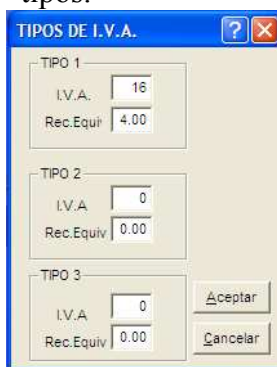 tipos.
TIPOS DE I.V.A.
TIPO 1
I.V.A. 16
Rec.Equiv 4.00
TIPO 2
I.V.A 0
Rec.Equiv 0.00
TIPO 3
I.V.A 0
Rec.Equiv 0.00
Aceptar
Cancelar